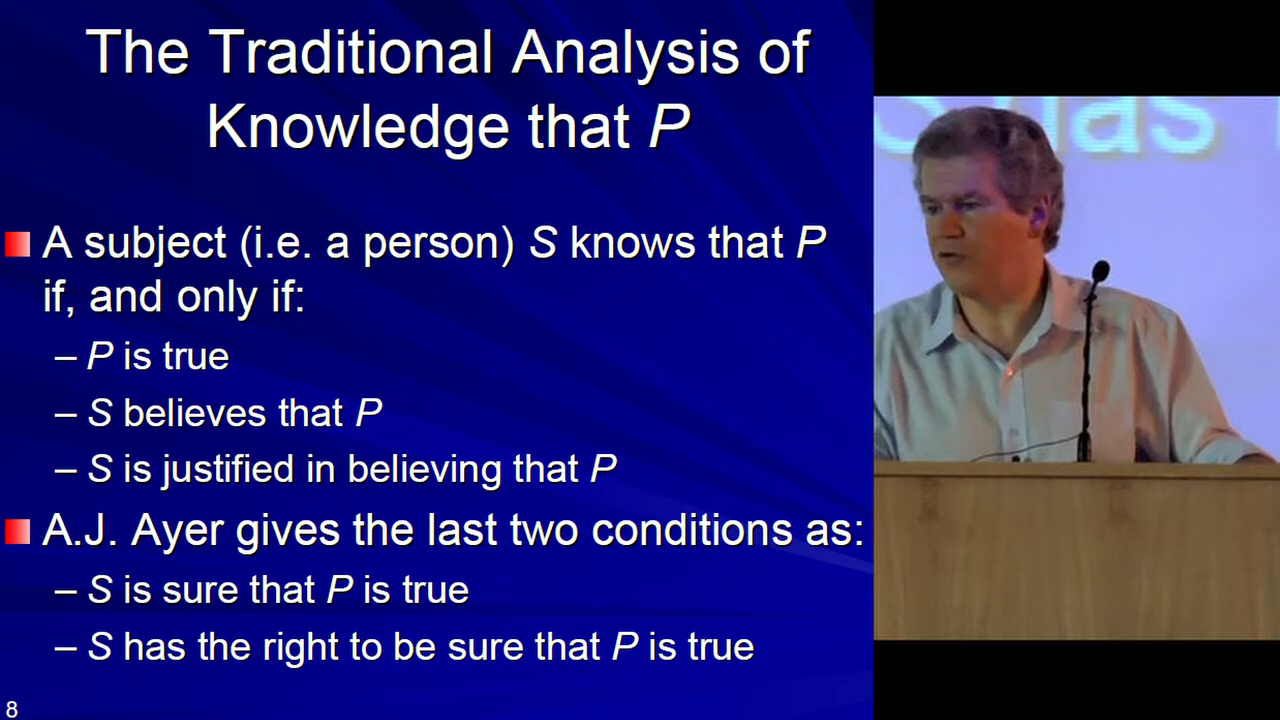 The Traditional Analysis of
Knowledge that P
A subject (i.e. a person) S knows that P
if, and only if:
– P is true
– S believes that P
– S is justified in believing that P
A.J. Ayer gives the last two conditions as:
– S is sure that P is true
– S has the right to be sure that P is true
8
S has